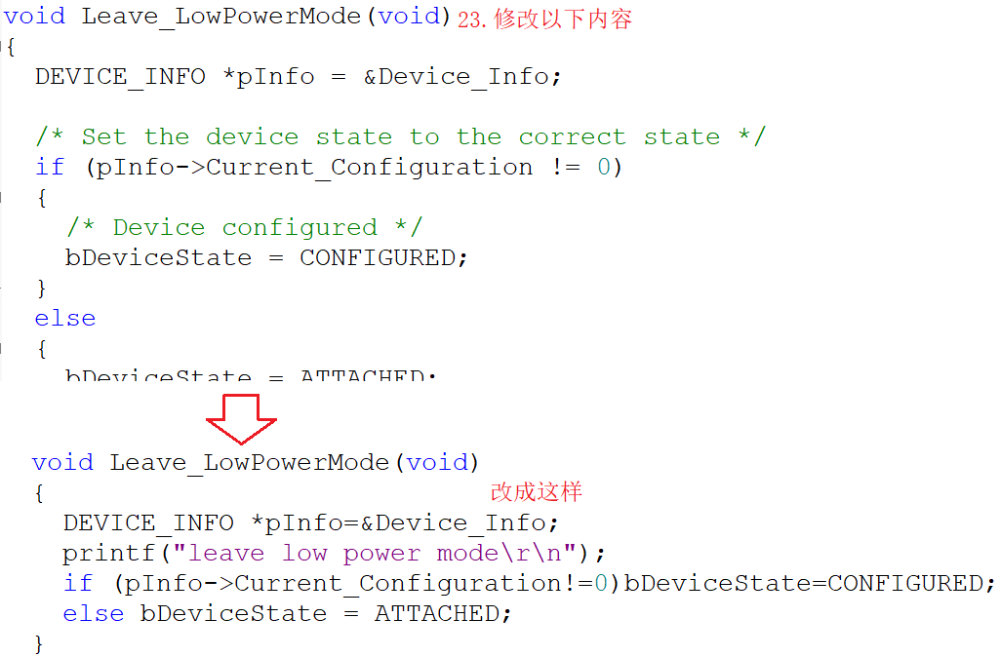 void Leave_LowPowerMode(void) 23.修改以下内容
{
DEVICE_INFO *pInfo = &Device_Info;
/* Set the device state to the correct state */
if (pInfo->Current_Configuration != 0)
{
/* Device configured */
bDeviceState = CONFIGURED;
}
else
{
bDeviceState = ATTACHED;
void Leave_LowPowerMode(void)
{
改成这样
DEVICE_INFO *pInfo=&Device_Info;
printf("leave low power mode\r\n");
if (pInfo->Current_Configuration!=0)bDeviceState=CONFIGURED;
else bDeviceState = ATTACHED;
}